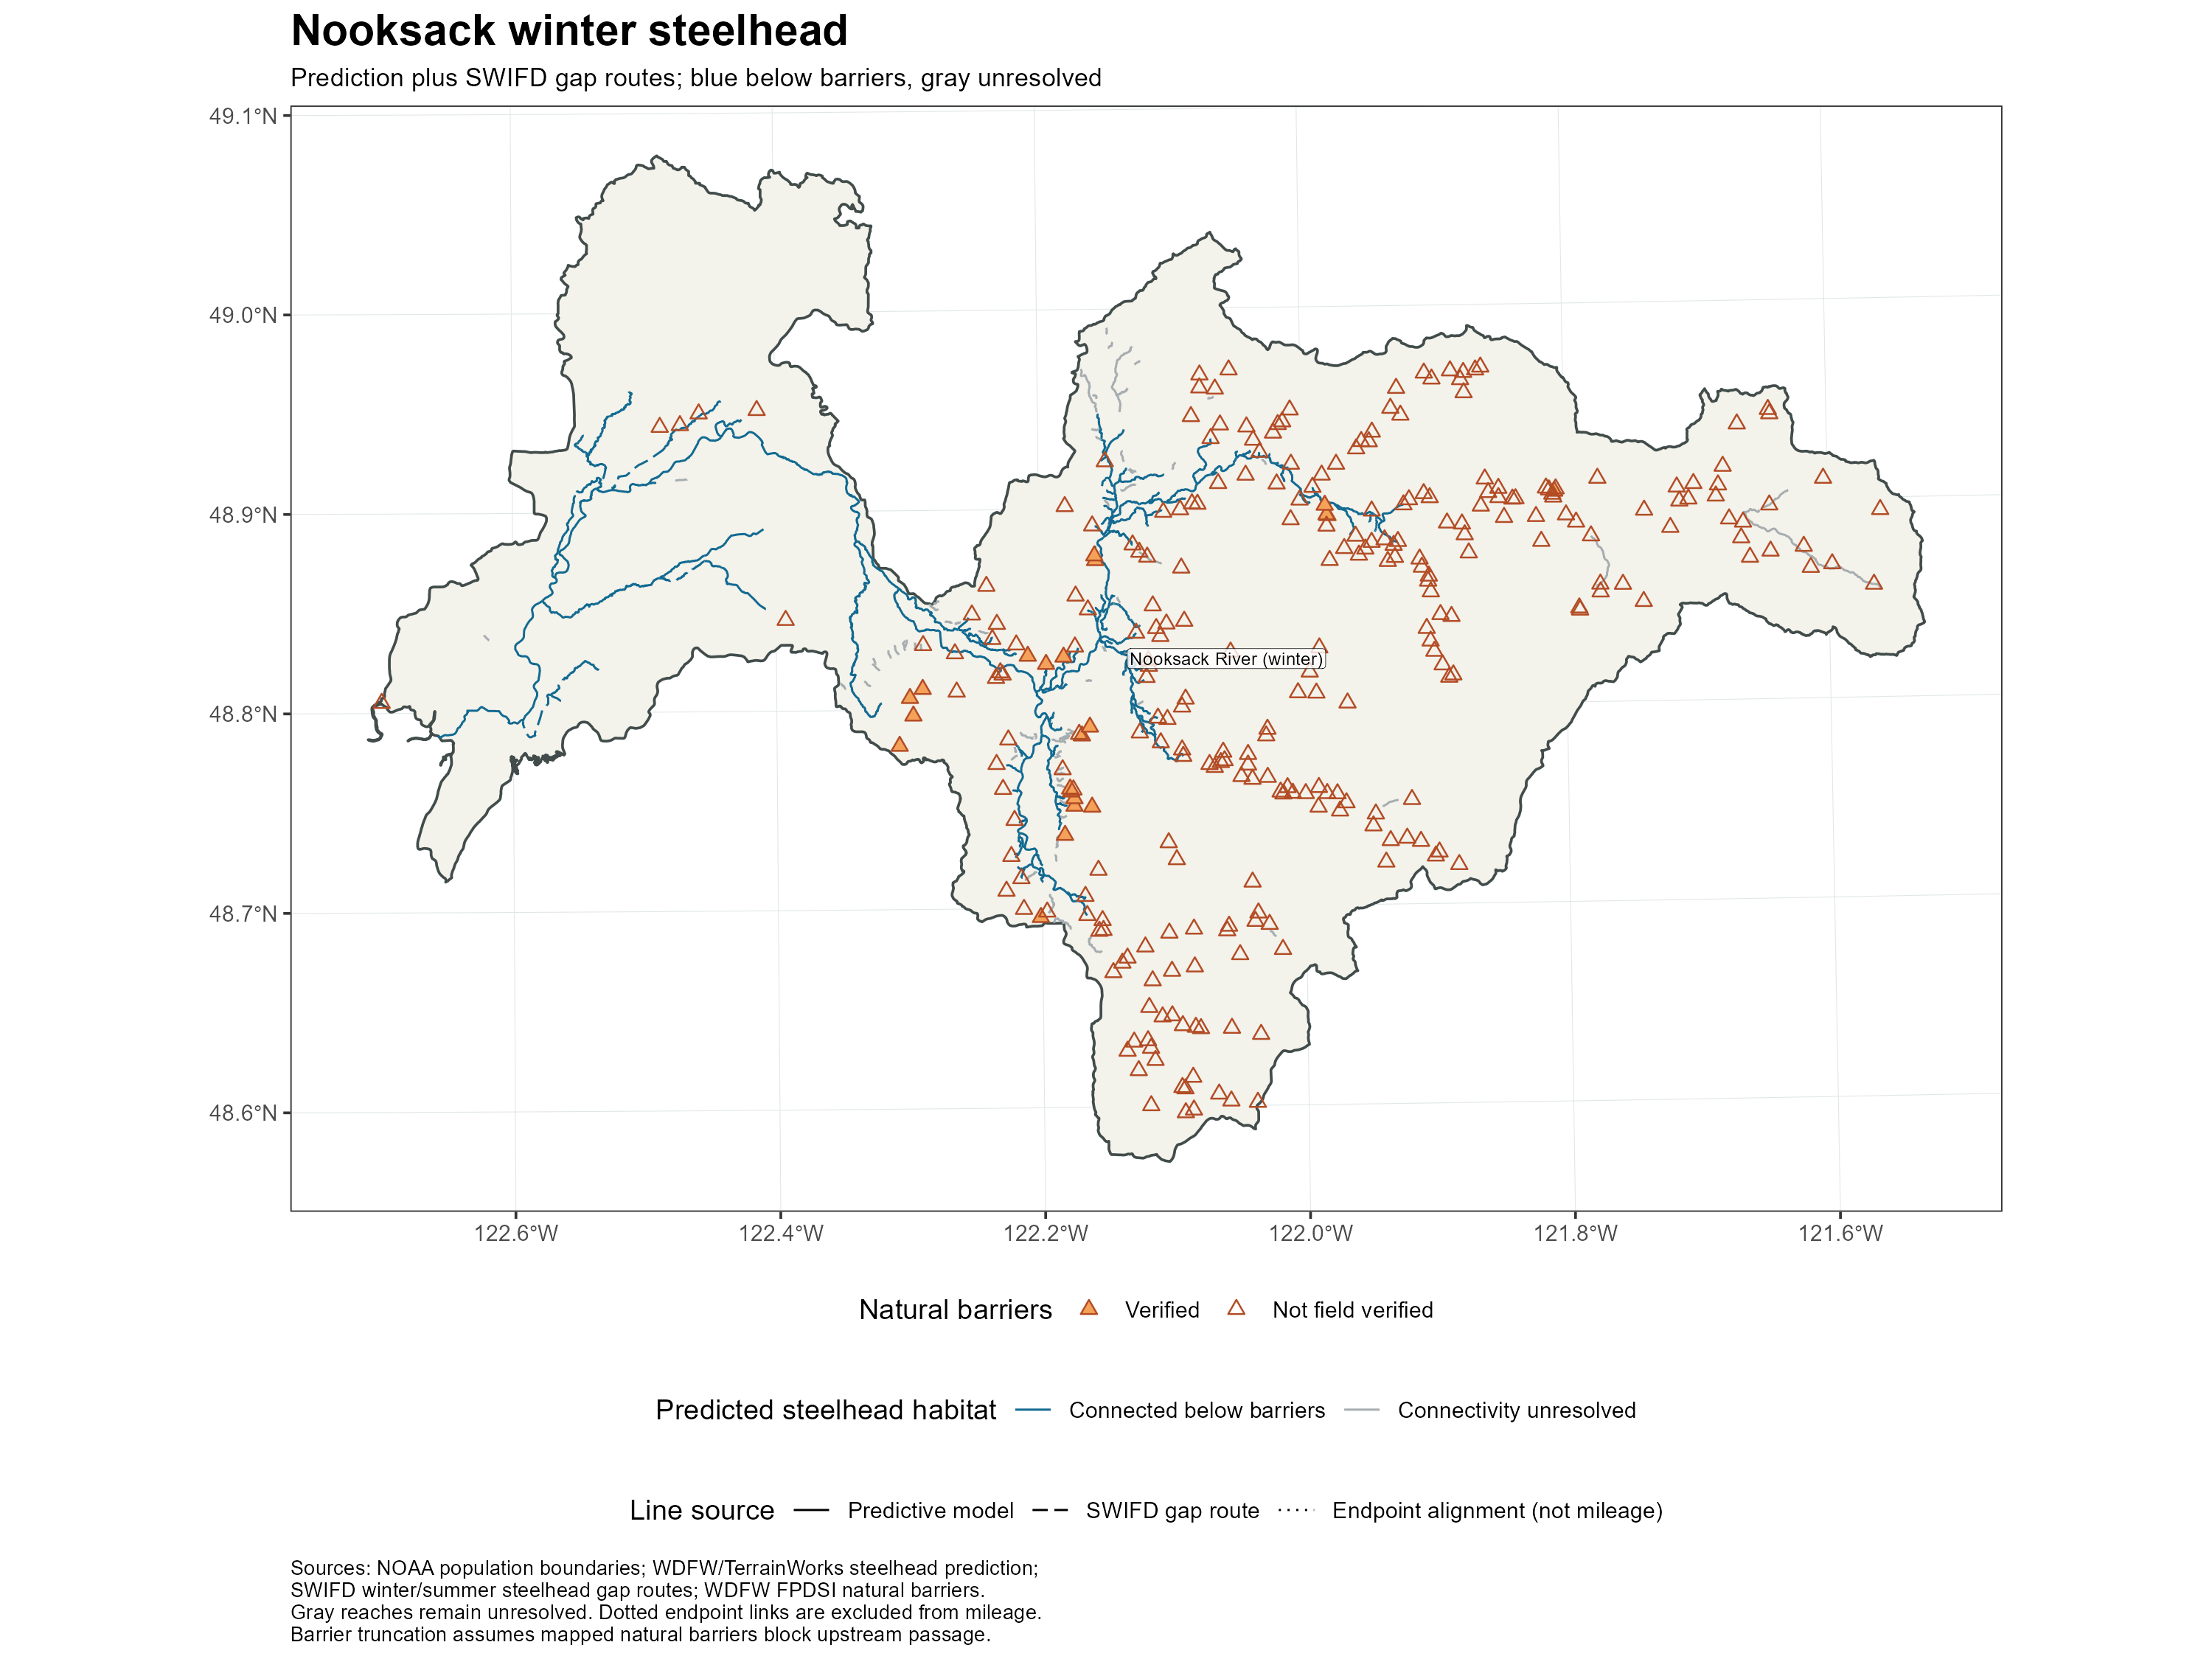 Nooksack winter steelhead
Prediction plus SWIFD gap routes; blue below barriers, gray unresolved
49.1°N
49.0°N
48.9°N
48.8°N
48.7°N
48.6°N
Nooksack River (winter)
122.6°W
122.4°W
122.2°W
122.0°W
121.8°W
121.6°W
Natural barriers
Verified
Not field verified
Predicted steelhead habitat
Connected below barriers
Connectivity unresolved
Line source
Predictive model
SWIFD gap route
Endpoint alignment (not mileage)
Sources: NOAA population boundaries; WDFW/TerrainWorks steelhead prediction;
SWIFD winter/summer steelhead gap routes; WDFW FPDSI natural barriers.
Gray reaches remain unresolved. Dotted endpoint links are excluded from mileage.
Barrier truncation assumes mapped natural barriers block upstream passage.